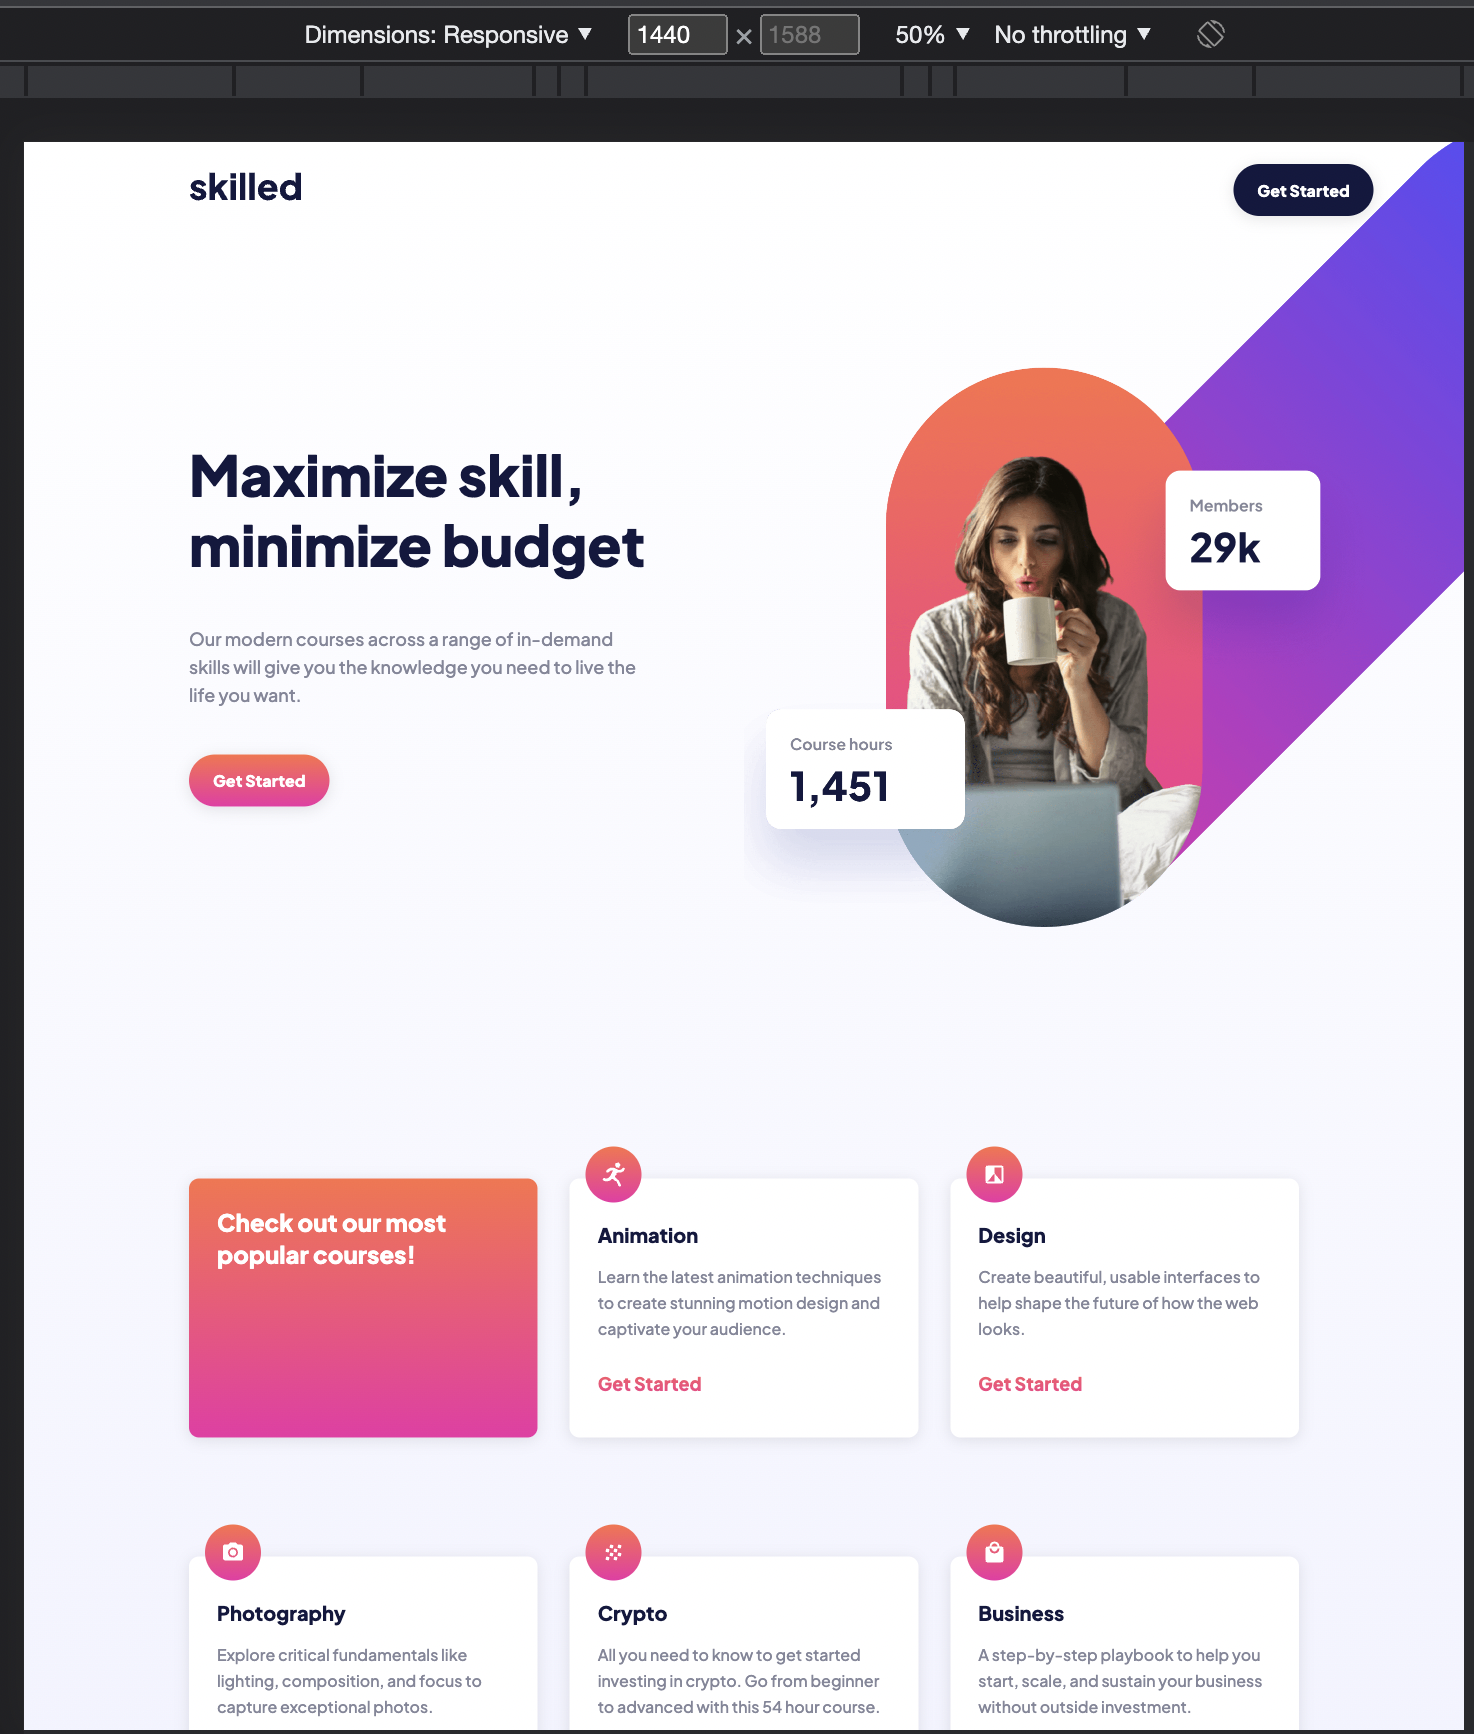 Dimensions: Responsive ▼ 1440 × 1588 50% ▼ No throttling ▼
skilled
Get Started
Maximize skill,
minimize budget
Our modern courses across a range of in-demand
skills will give you the knowledge you need to live the
life you want.
Get Started
Members
29k
Course hours
1,451
Check out our most
popular courses!
Animation
Learn the latest animation techniques
to create stunning motion design and
captivate your audience.
Get Started
Design
Create beautiful, usable interfaces to
help shape the future of how the web
looks.
Get Started
Photography
Explore critical fundamentals like
lighting, composition, and focus to
capture exceptional photos.
Crypto
All you need to know to get started
investing in crypto. Go from beginner
to advanced with this 54 hour course.
Business
A step-by-step playbook to help you
start, scale, and sustain your business
without outside investment.